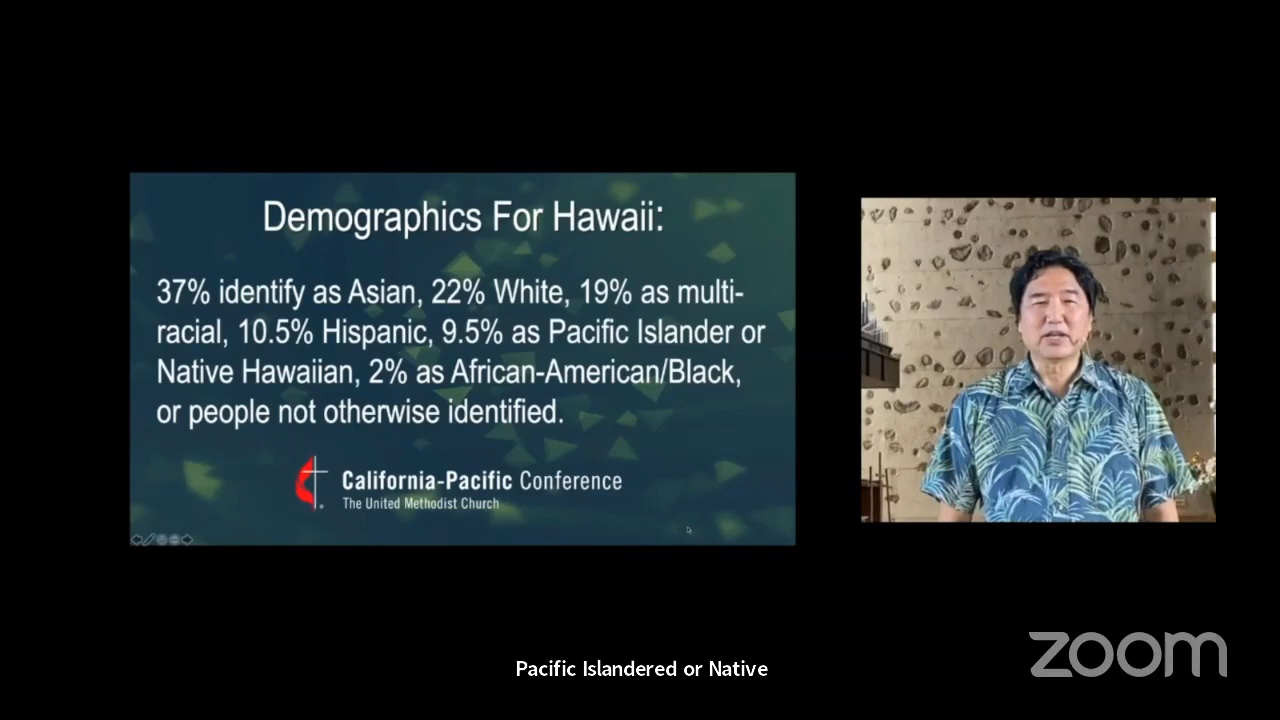 Demographics For Hawaii:
37% identify as Asian, 22% White, 19% as multi-
racial, 10.5% Hispanic, 9.5% as Pacific Islander or
Native Hawaiian, 2% as African-American/Black,
or people not otherwise identified.
California-Pacific Conference
The United Methodist Church
Pacific Islandered or Native
zoom